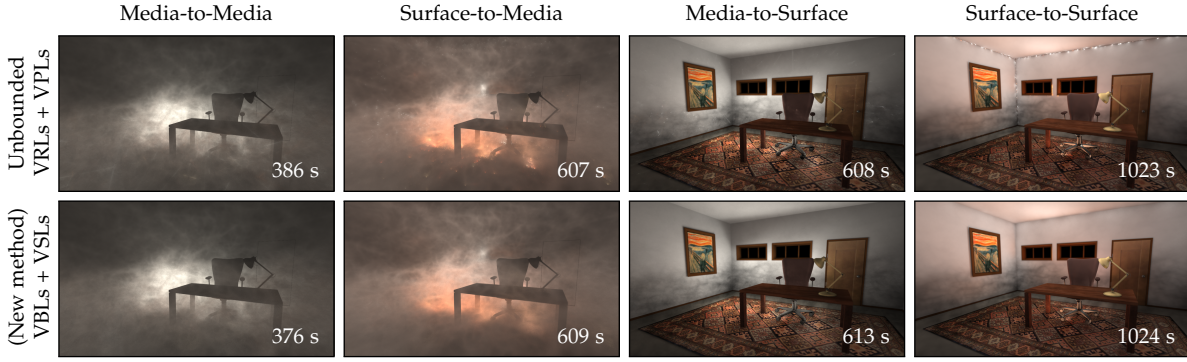 Media-to-Media
Surface-to-Media
Media-to-Surface
Surface-to-Surface
Unbounded
VRLs + VPLs
386 s
607 s
608 s
1023 s
(New method)
VBLs + VSLs
376 s
609 s
613 s
1024 s